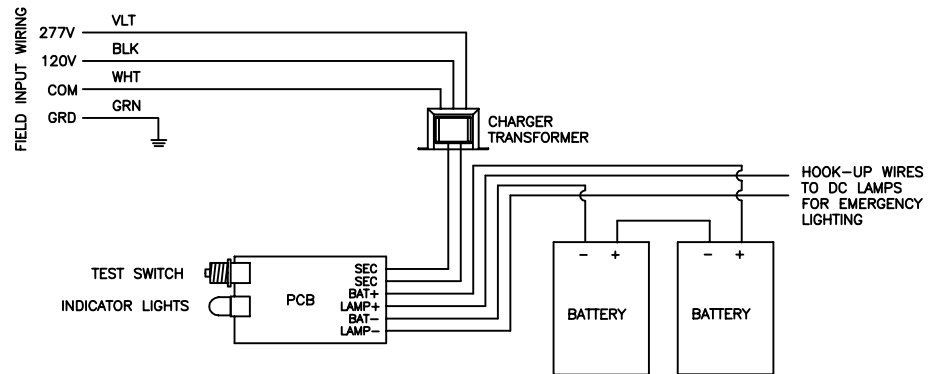 FIELD INPUT WIRING
277V VLT
120V BLK
COM WHT
GRD GRN
CHARGER
TRANSFORMER
HOOK-UP WIRES
TO DC LAMPS
FOR EMERGENCY
LIGHTING
TEST SWITCH
INDICATOR LIGHTS
PCB
SEC
SEC
BAT+
LAMP+
BAT-
LAMP-
- +
BATTERY
- +
BATTERY